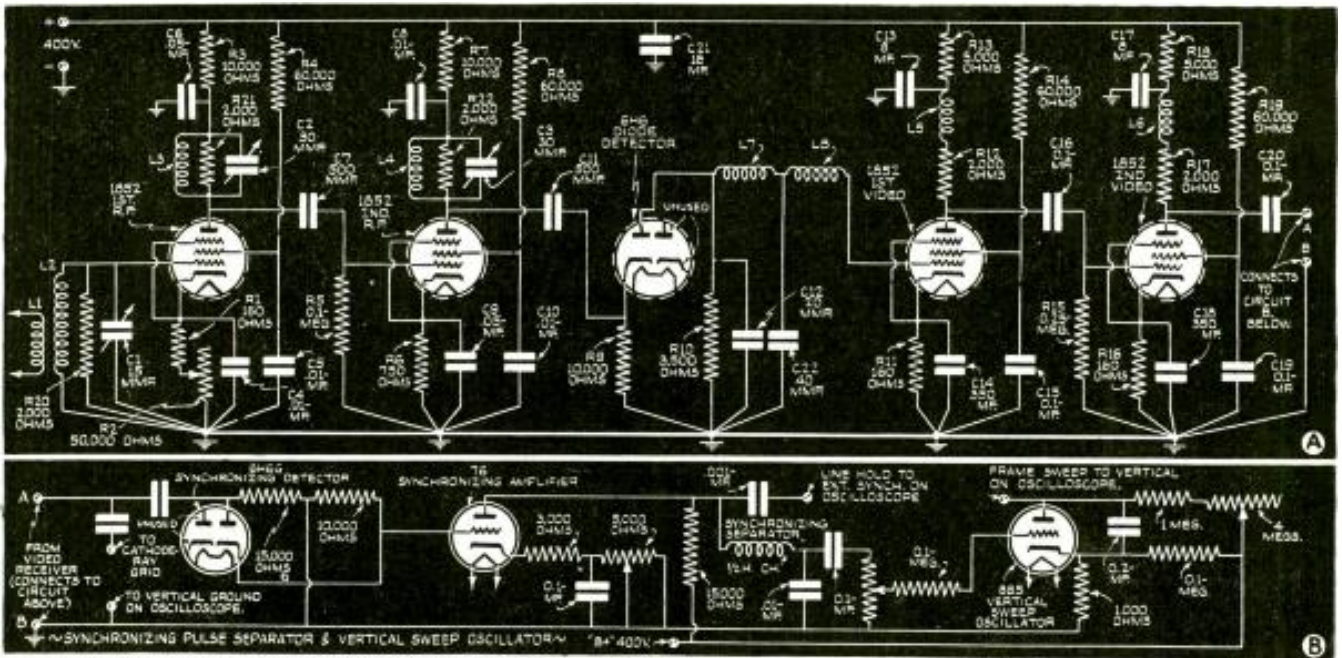 +
400V.
-
C6
.05-
MF.
R3
10,000
OHMS
R4
60,000
OHMS
R21
2,000
OHMS
C2
30
MMF.
L3
C7
500
MMF.
1852
1ST
R.F.
L1
L2
C1
15
MMF.
R20
2,000
OHMS
R1
160
OHMS
R2
50,000 OHMS
C4
.01
MF.
C5
.01-
MF.
C8
.01-
MF.
R7
10,000
OHMS
R8
60,000
OHMS
R22
2,000
OHMS
C3
30
MMF.
L4
C11
500
MMF.
1852
2ND.
R.F.
R5
0.1-
MEG.
R6
750
OHMS
C10
.01-
MF.
C21
16
MF.
6H6
DIODE
DETECTOR
UNUSED
L7
L8
R9
10,000
OHMS
R10
3,500
OHMS
C12
MMF.
C22
40
MMF.
C13
8
MF.
R13
5,000
OHMS
R14
60,000
OHMS
L5
R12
2,000
OHMS
C16
0.1-
MF.
1852
1ST
VIDEO
R11
160
OHMS
C14
350
MF.
C15
0.1-
MF.
R15
MEG.
C17
8
MF.
R18
5,000
OHMS
R19
60,000
OHMS
L6
R17
2,000
OHMS
C20
0.1-
MF.
1852
2ND
VIDEO
R16
160
OHMS
C18
350
MF.
C19
0.1-
MF.
A
B
CONNECTS
TO
CIRCUIT
B,
BELOW
A
A
B
FROM
VIDEO
RECEIVER
(CONNECTS TO
CIRCUIT
ABOVE)
UNUSED
TO
CATHODE-
RAY
GRID
TO VERTICAL GROUND
ON OSCILLOSCOPE.
6H6G
SYNCHRONIZING DETECTOR
15,000
OHMS
10,000
OHMS
76
SYNCHRONIZING AMPLIFIER
3,000
OHMS
5,000
OHMS
0.1-
MF.
.001-
MF.
LINE HOLD TO
EXT. SYNCH. ON
OSCILLOSCOPE
SYNCHRONIZING
SEPARATOR
1/2 H. CH.
15,000
OHMS
.01-
MF.
0.1-
MF.
0.1-
MEG.
FRAME SWEEP TO VERTICAL
ON OSCILLOSCOPE.
885
VERTICAL
SWEEP
OSCILLATOR
1 MEG.
4
MEGS.
0.2-
MF.
0.1-
MEG.
1,000
OHMS
~SYNCHRONIZING PULSE SEPARATOR & VERTICAL SWEEP OSCILLATOR~
"B+" 400V.
B